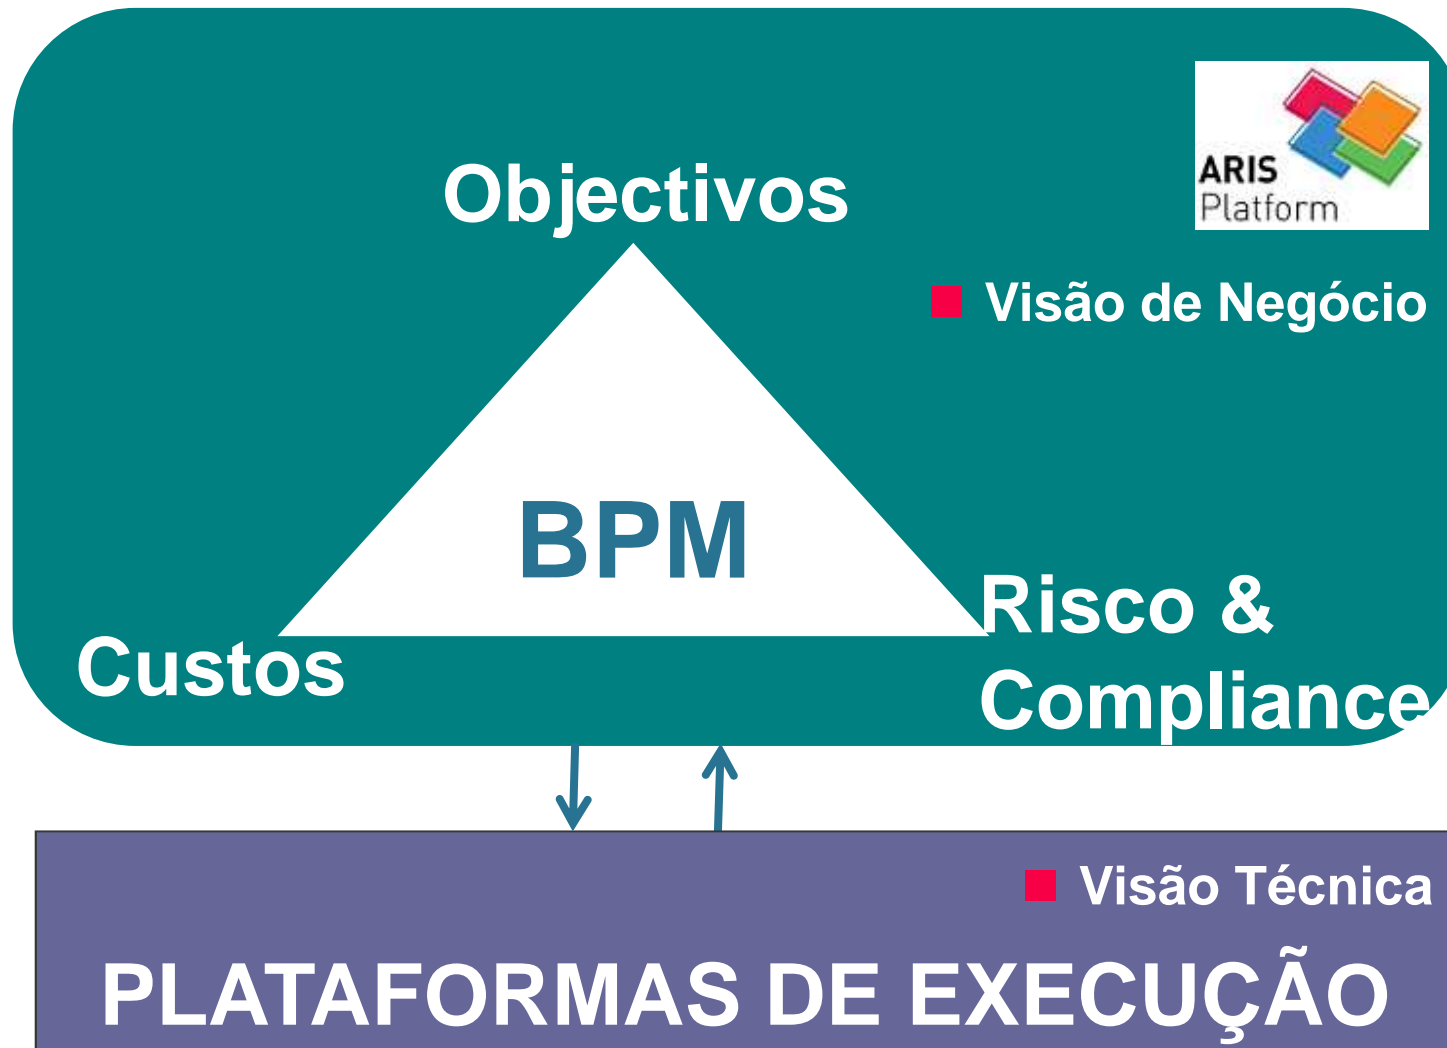 ARIS
Platform
Objectivos
Visão de Negócio
BPM
Risco &
Compliance
Custos
Visão Técnica
PLATAFORMAS DE EXECUÇÃO